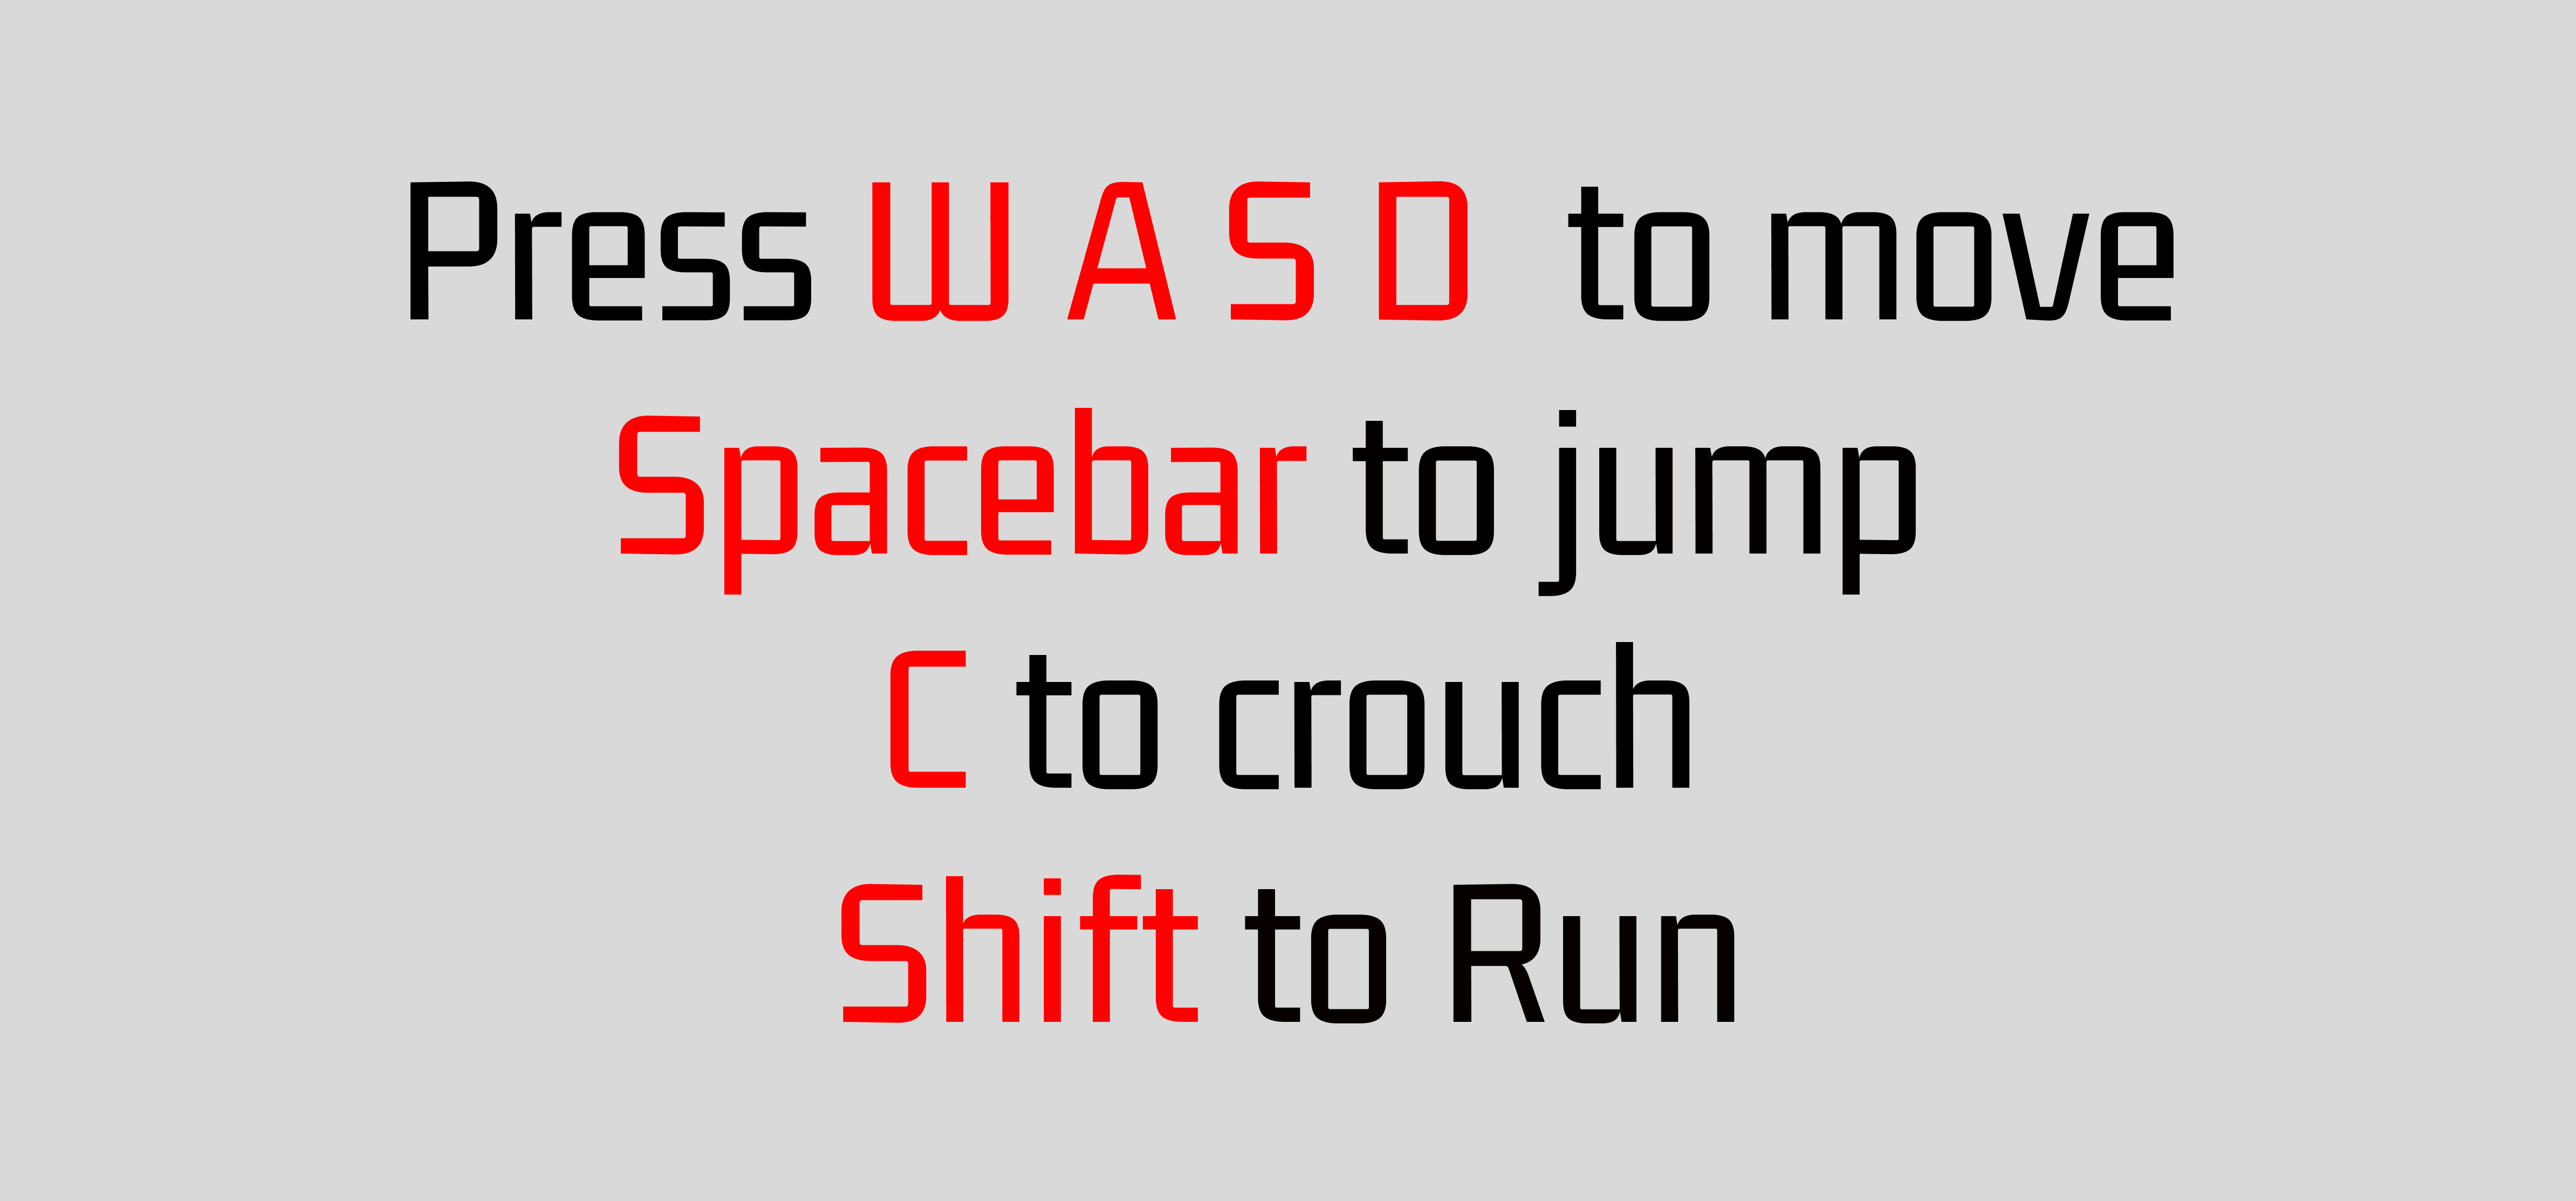 Press W A S D to move
Spacebar to jump
C to crouch
Shift to Run